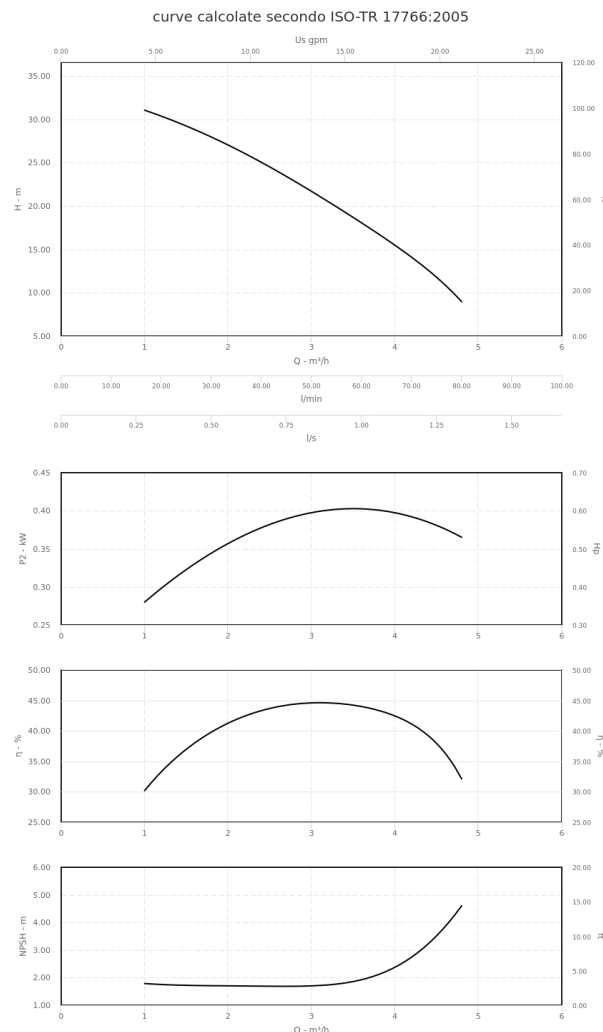 curve calcolate secondo ISO-TR 17766:2005
Us gpm
0.00 5.00 10.00 15.00 20.00 25.00
35.00 30.00 25.00 20.00 15.00 10.00 5.00
H - m
120.00 100.00 80.00 60.00 40.00 20.00 0.00
0 1 2 3 4 5 6
Q - m³/h
0.00 10.00 20.00 30.00 40.00 50.00 60.00 70.00 80.00 90.00 100.00
l/min
0.00 0.25 0.50 0.75 1.00 1.25 1.50
l/s
0.45 0.40 0.35 0.30 0.25
P2 - kW
0.70 0.60 0.50 0.40 0.30
Hp
0 1 2 3 4 5 6
50.00 45.00 40.00 35.00 30.00 25.00
η - %
50.00 45.00 40.00 35.00 30.00 25.00
η - %
0 1 2 3 4 5 6
6.00 5.00 4.00 3.00 2.00 1.00
NPSH - m
20.00 15.00 10.00 5.00 0.00
ft
0 1 2 3 4 5 6
Q - m³/h